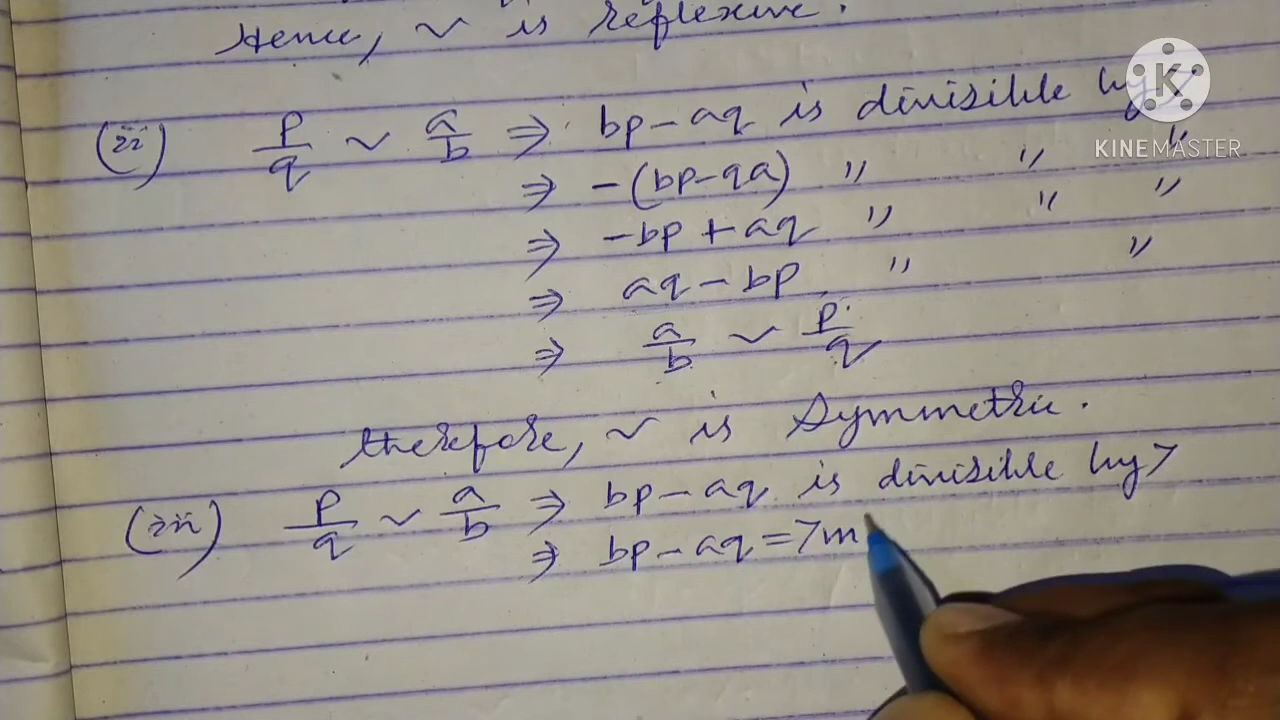 Hence, ~ is reflexive.
K
KINEMASTER
(ii) p/q ~ a/b ⇒ bp-aq is divisible by 7
⇒ -(bp-qa) " " "
⇒ -bp+aq " " "
⇒ aq-bp " "
⇒ a/b ~ p/q
therefore, ~ is Symmetric.
(iii) p/q ~ a/b ⇒ bp-aq is divisible by 7
⇒ bp-aq=7m